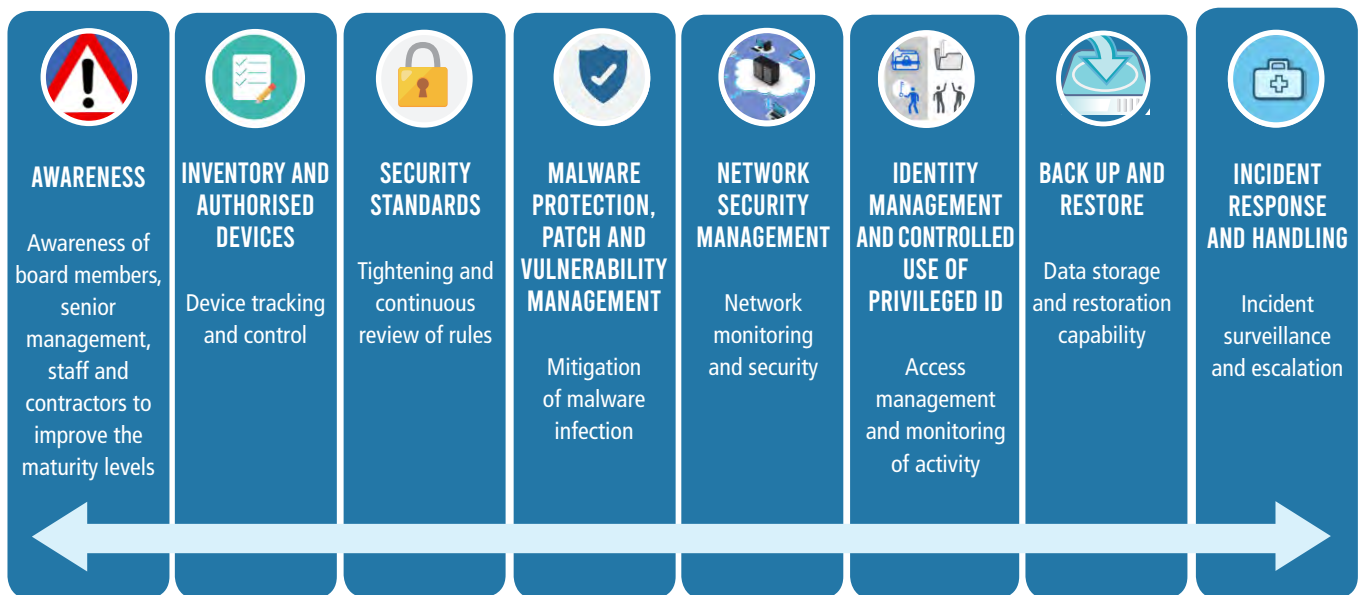 AWARENESS
Awareness of
board members,
senior
management,
staff and
contractors to
improve the
maturity levels
INVENTORY AND
AUTHORISED
DEVICES
Device tracking
and control
SECURITY
STANDARDS
Tightening and
continuous
review of rules
MALWARE
PROTECTION,
PATCH AND
VULNERABILITY
MANAGEMENT
Mitigation
of malware
infection
NETWORK
SECURITY
MANAGEMENT
Network
monitoring
and security
IDENTITY
MANAGEMENT
AND CONTROLLED
USE OF
PRIVILEGED ID
Access
management
and monitoring
of activity
BACK UP AND
RESTORE
Data storage
and restoration
capability
INCIDENT
RESPONSE
AND HANDLING
Incident
surveillance
and escalation